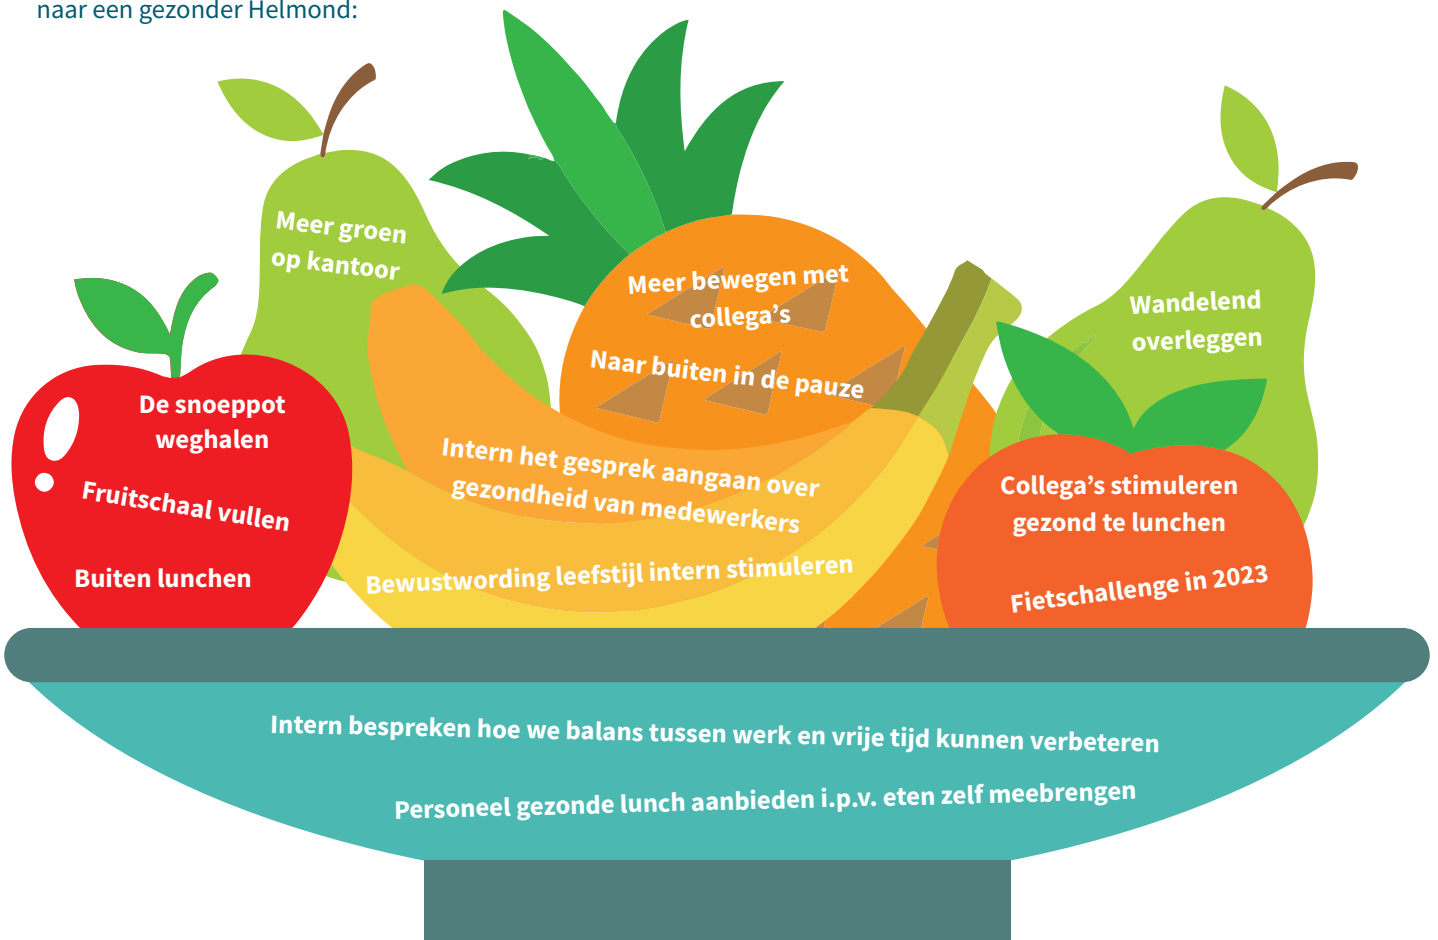 naar een gezonder Helmond:
Meer groen
op kantoor
Meer bewegen met
collega’s
Naar buiten in de pauze
Wandelend
overleggen
De snoeppot
weghalen
Fruitschaal vullen
Buiten lunchen
Intern het gesprek aangaan over
gezondheid van medewerkers
Bewustwording leefstijl intern stimuleren
Collega’s stimuleren
gezond te lunchen
Fietschallenge in 2023
Intern bespreken hoe we balans tussen werk en vrije tijd kunnen verbeteren
Personeel gezonde lunch aanbieden i.p.v. eten zelf meebrengen